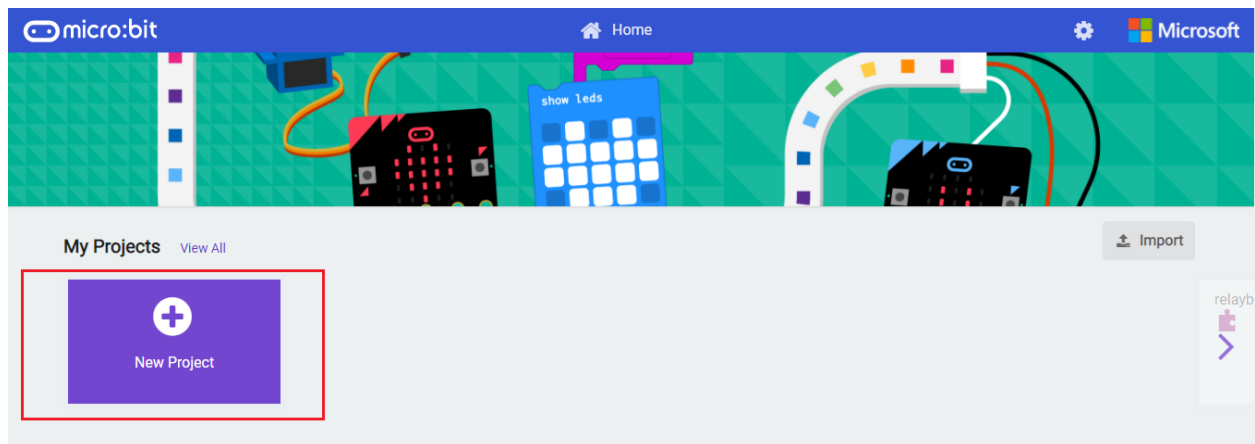 micro:bit
Home
Microsoft
show leds
My Projects View All
Import
New Project
relayb